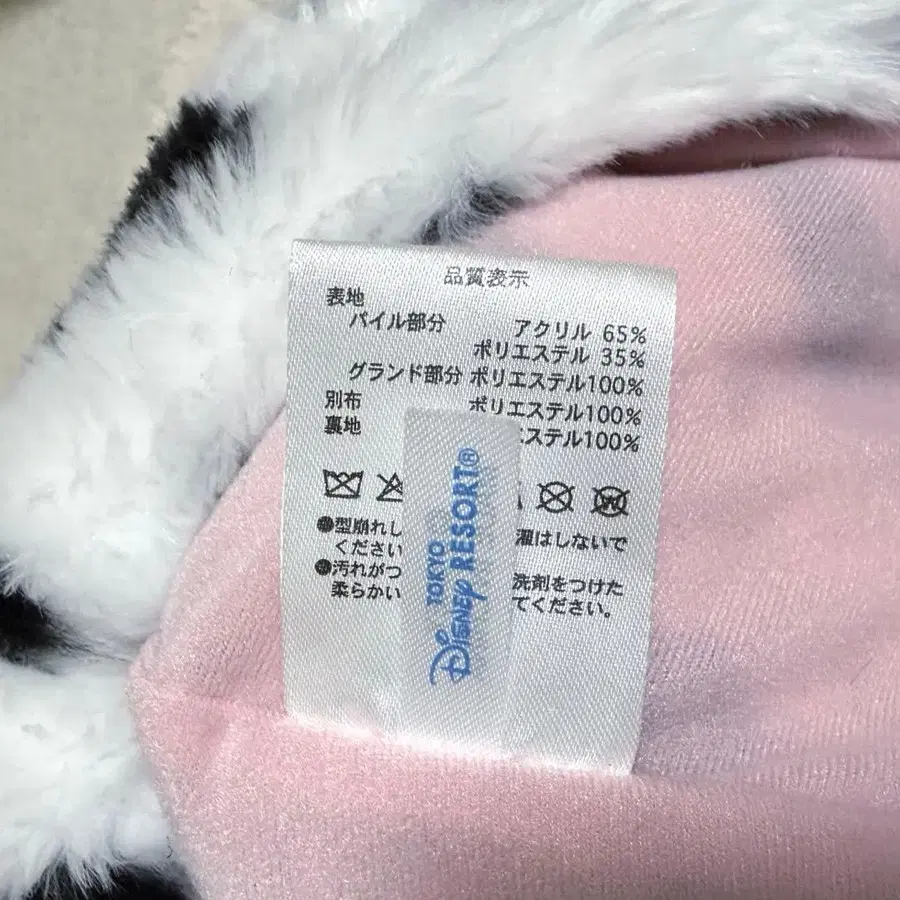 品質表示
表地
パイル部分 アクリル 65%
ポリエステル 35%
グランド部分 ポリエステル100%
別布 ポリエステル100%
裏地 エステル100%
●型崩れし 濯はしないで
ください
●汚れがつ 洗剤をつけた
柔らかい てください。
TOKYO
DISNEY RESORT®